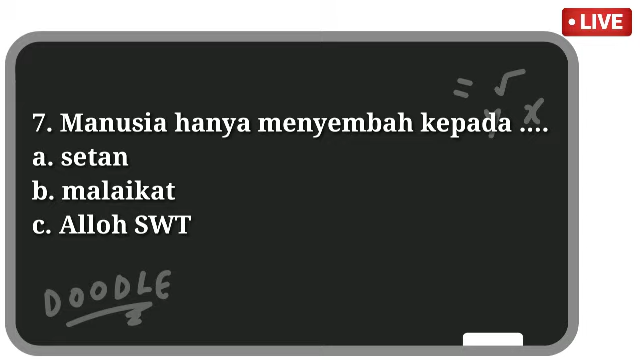 LIVE
= √
Y X
7. Manusia hanya menyembah kepada ....
a. setan
b. malaikat
c. Alloh SWT
DOODLE